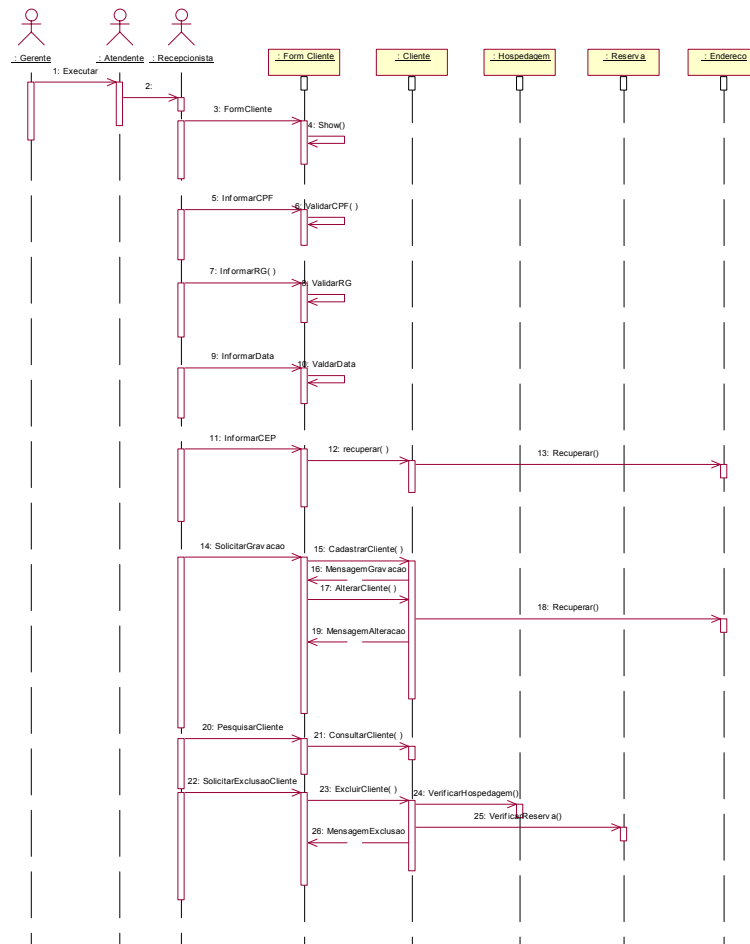 : Gerente
: Atendente
: Recepcionista
: Form Cliente
: Cliente
: Hospedagem
: Reserva
: Endereco
1: Executar
2:
3: FormCliente
4: Show()
5: InformarCPF
6: ValidarCPF( )
7: InformarRG( )
8: ValidarRG
9: InformarData
10: ValdarData
11: InformarCEP
12: recuperar( )
13: Recuperar()
14: SolicitarGravacao
15: CadastrarCliente( )
16: MensagemGravacao
17: AlterarCliente( )
18: Recuperar()
19: MensagemAlteracao
20: PesquisarCliente
21: ConsultarCliente( )
22: SolicitarExclusaoCliente
23: ExcluirCliente( )
24: VerificarHospedagem()
25: VerificarReserva()
26: MensagemExclusao